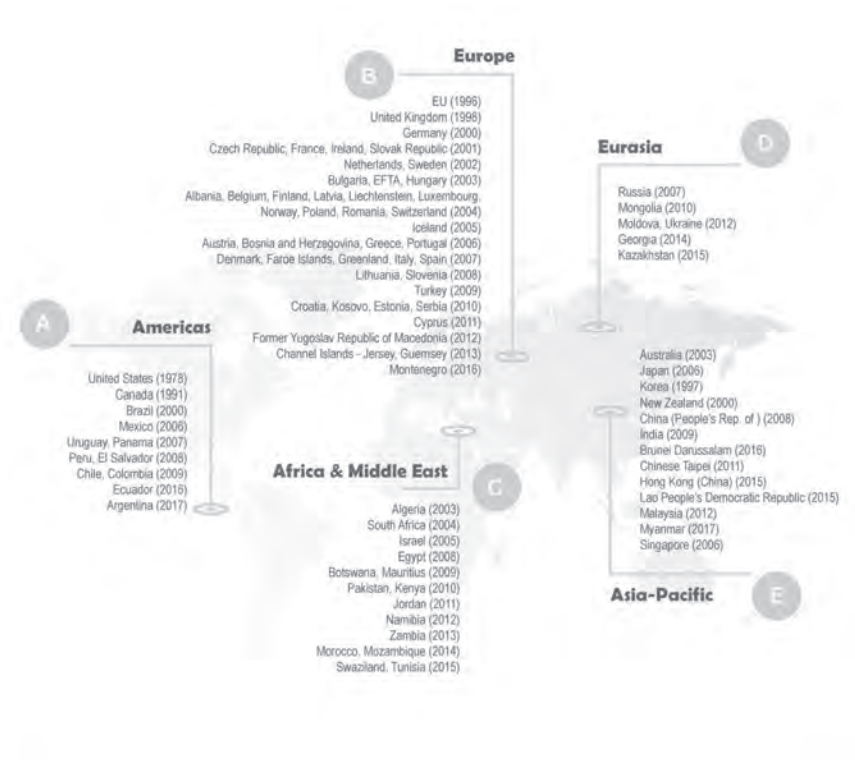 A
Americas
United States (1978)
Canada (1991)
Brazil (2000)
Mexico (2006)
Uruguay, Panama (2007)
Peru, El Salvador (2008)
Chile, Colombia (2009)
Ecuador (2016)
Argentina (2017)
B
Europe
EU (1996)
United Kingdom (1998)
Germany (2000)
Czech Republic, France, Ireland, Slovak Republic (2001)
Netherlands, Sweden (2002)
Bulgaria, EFTA, Hungary (2003)
Albania, Belgium, Finland, Latvia, Liechtenstein, Luxembourg,
Norway, Poland, Romania, Switzerland (2004)
Iceland (2005)
Austria, Bosnia and Herzegovina, Greece, Portugal (2006)
Denmark, Faroe Islands, Greenland, Italy, Spain (2007)
Lithuania, Slovenia (2008)
Turkey (2009)
Croatia, Kosovo, Estonia, Serbia (2010)
Cyprus (2011)
Former Yugoslav Republic of Macedonia (2012)
Channel Islands - Jersey, Guernsey (2013)
Montenegro (2016)
Africa & Middle East
G
Algeria (2003)
South Africa (2004)
Israel (2005)
Egypt (2008)
Botswana, Mauritius (2009)
Pakistan, Kenya (2010)
Jordan (2011)
Namibia (2012)
Zambia (2013)
Morocco, Mozambique (2014)
Swaziland, Tunisia (2015)
Eurasia
D
Russia (2007)
Mongolia (2010)
Moldova, Ukraine (2012)
Georgia (2014)
Kazakhstan (2015)
Australia (2003)
Japan (2006)
Korea (1997)
New Zealand (2000)
China (People's Rep. of ) (2008)
India (2009)
Brunei Darussalam (2016)
Chinese Taipei (2011)
Hong Kong (China) (2015)
Lao People's Democratic Republic (2015)
Malaysia (2012)
Myanmar (2017)
Singapore (2006)
Asia-Pacific
E